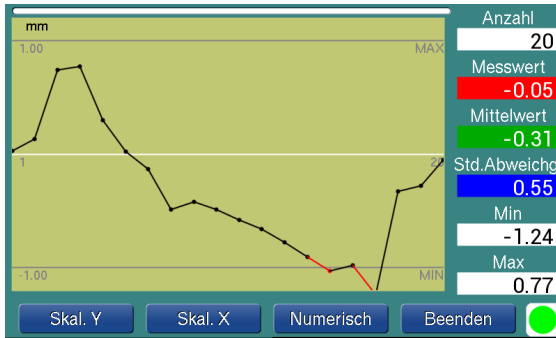 mm
1.00 MAX
1 20
-1.00 MIN
Anzahl
20
Messwert
-0.05
Mittelwert
-0.31
Std.Abweichg
0.55
Min
-1.24
Max
0.77
Skal. Y Skal. X Numerisch Beenden